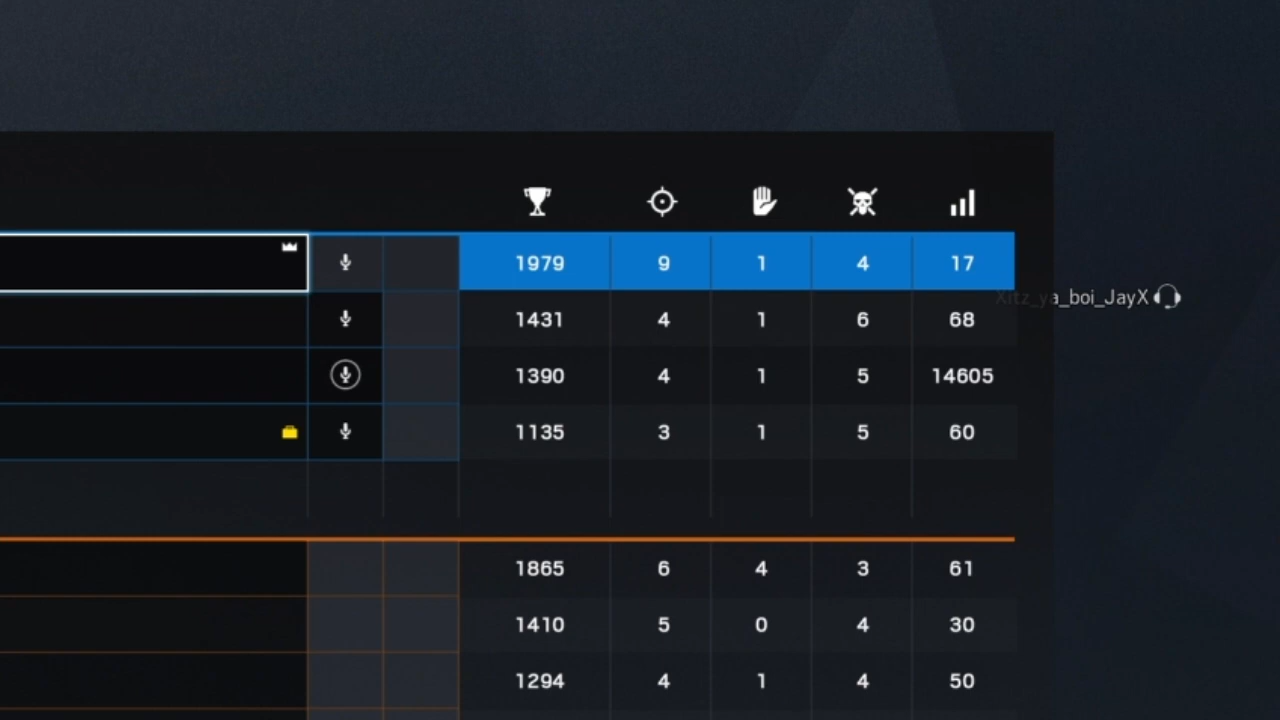 1979 9 1 4 17
Xitz_ya_boi_JayX
1431 4 1 6 68
1390 4 1 5 14605
1135 3 1 5 60
1865 6 4 3 61
1410 5 0 4 30
1294 4 1 4 50